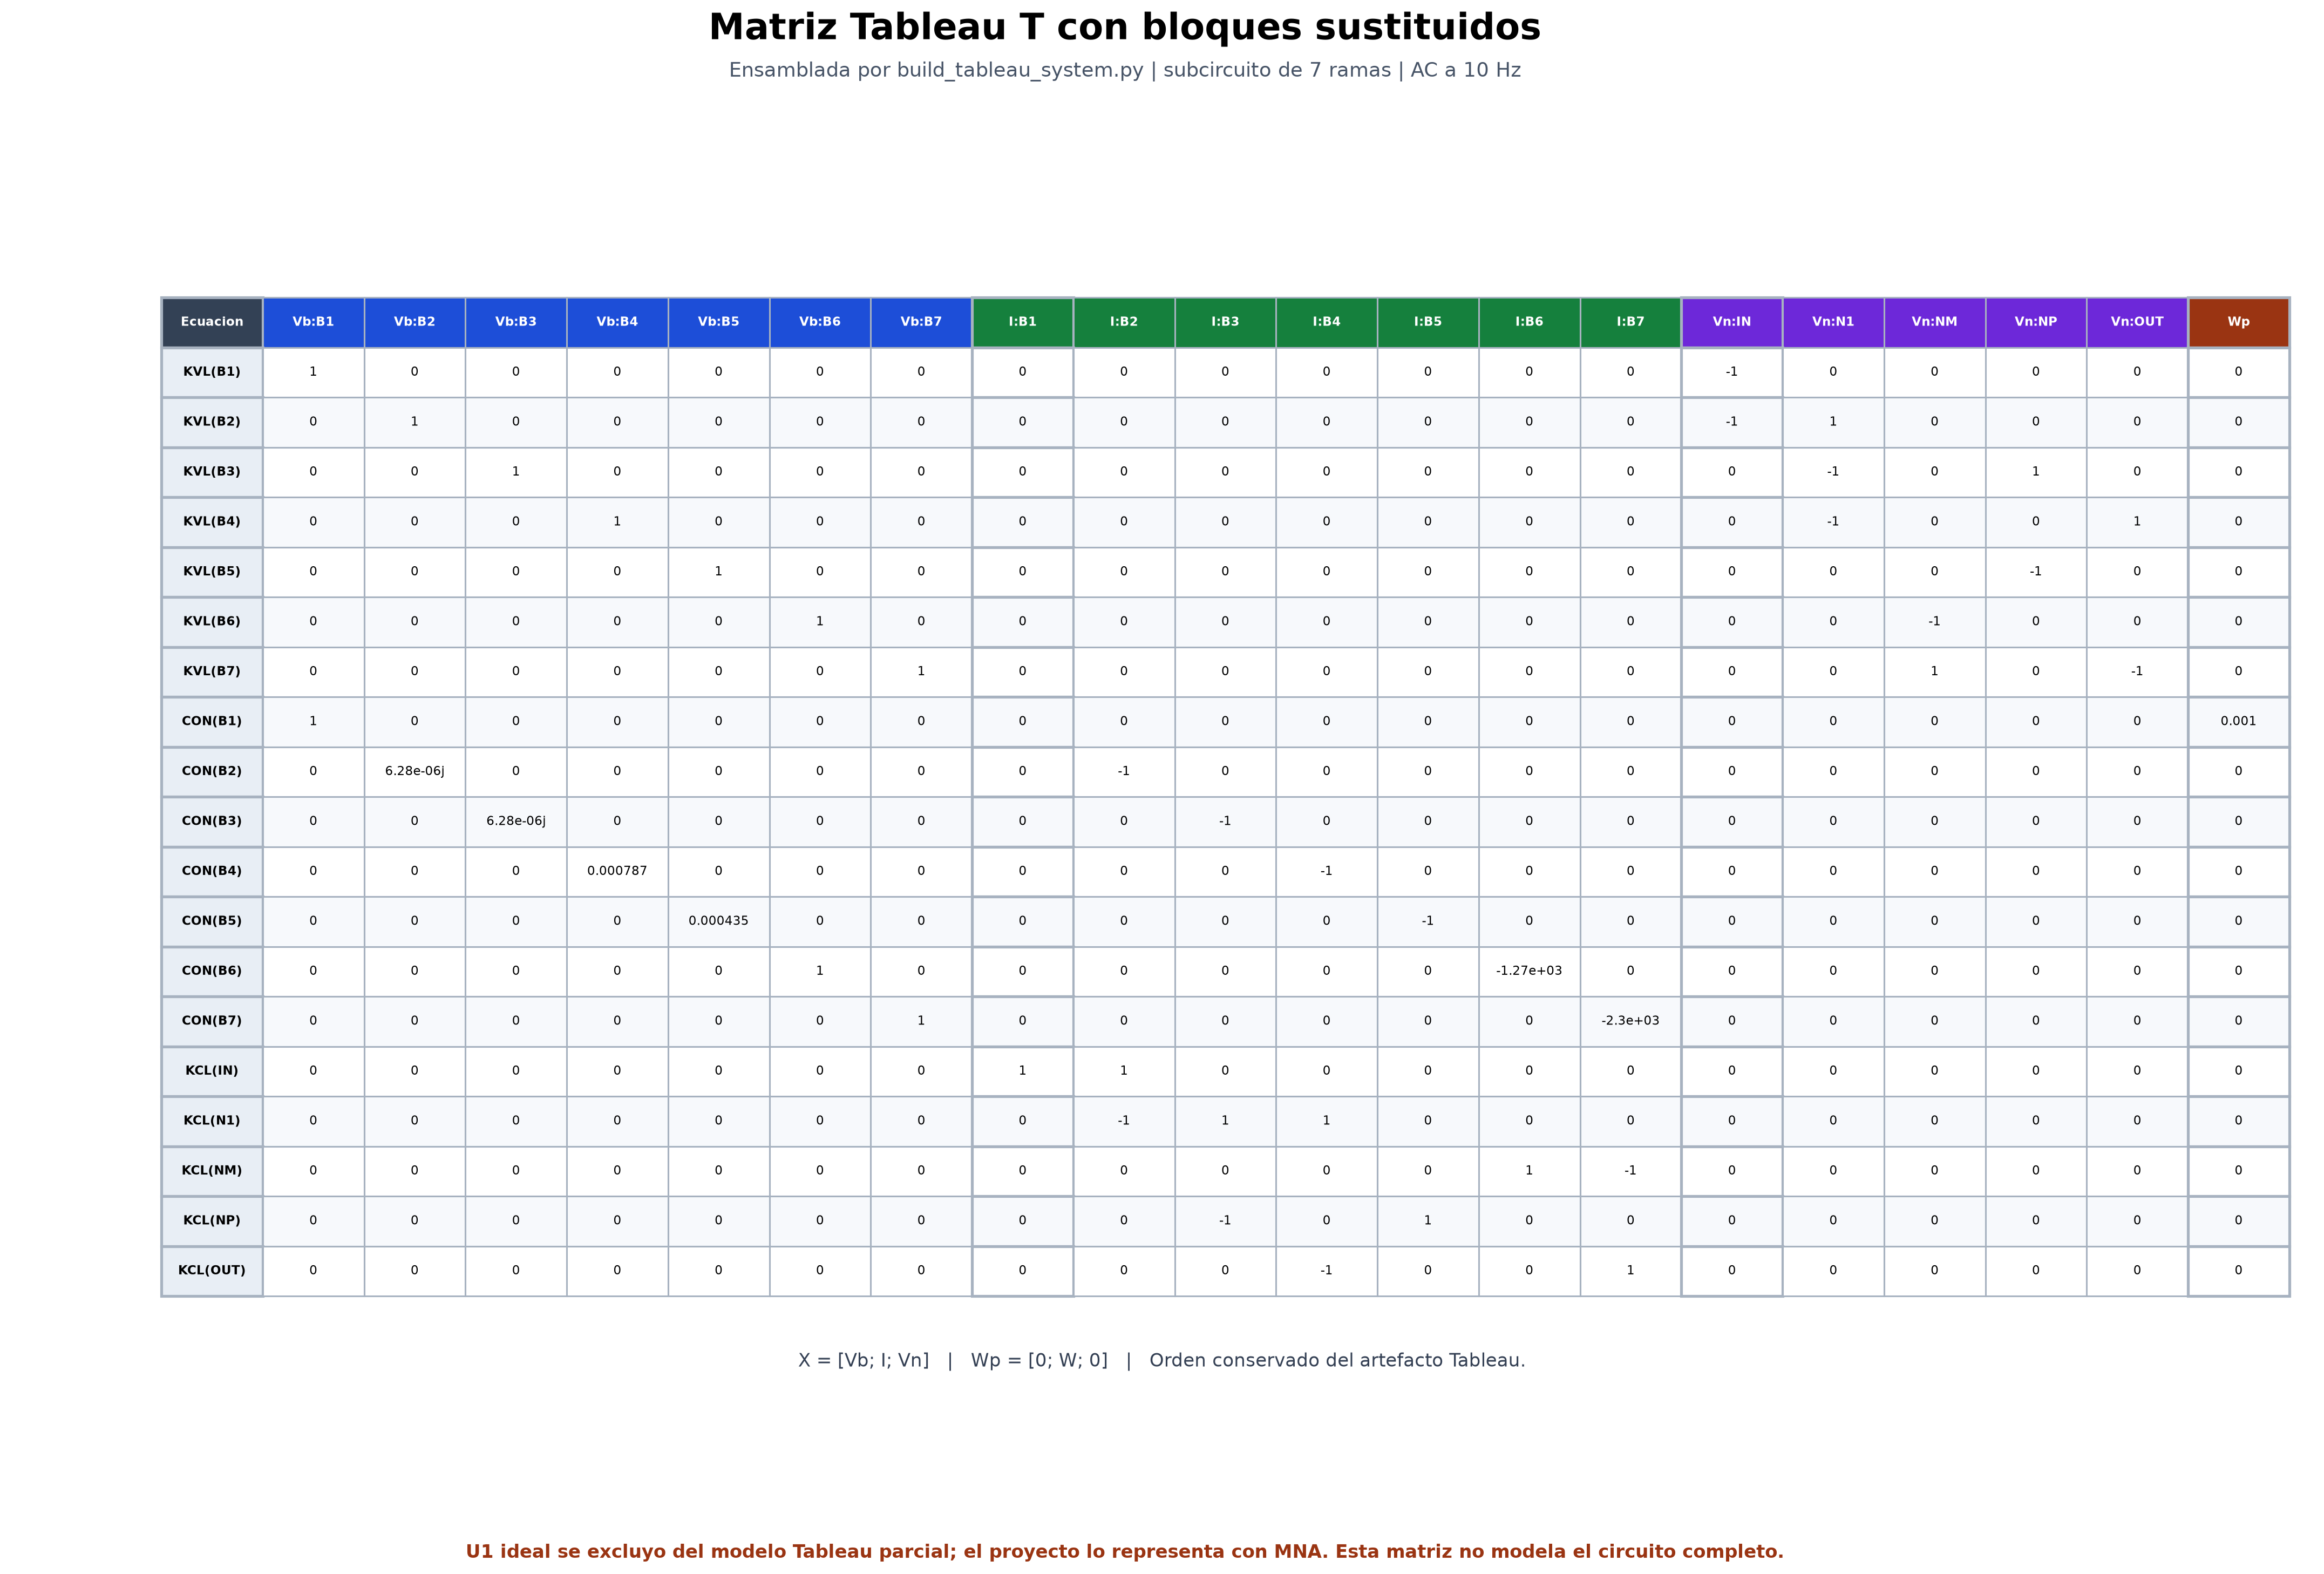 Matriz Tableau T con bloques sustituidos
Ensamblada por build_tableau_system.py | subcircuito de 7 ramas | AC a 10 Hz
Ecuacion Vb:B1 Vb:B2 Vb:B3 Vb:B4 Vb:B5 Vb:B6 Vb:B7 I:B1 I:B2 I:B3 I:B4 I:B5 I:B6 I:B7 Vn:IN Vn:N1 Vn:NM Vn:NP Vn:OUT Wp
KVL(B1) 1 0 0 0 0 0 0 0 0 0 0 0 0 0 -1 0 0 0 0 0
KVL(B2) 0 1 0 0 0 0 0 0 0 0 0 0 0 0 -1 1 0 0 0 0
KVL(B3) 0 0 1 0 0 0 0 0 0 0 0 0 0 0 0 -1 0 1 0 0
KVL(B4) 0 0 0 1 0 0 0 0 0 0 0 0 0 0 0 -1 0 0 1 0
KVL(B5) 0 0 0 0 1 0 0 0 0 0 0 0 0 0 0 0 0 -1 0 0
KVL(B6) 0 0 0 0 0 1 0 0 0 0 0 0 0 0 0 0 -1 0 0 0
KVL(B7) 0 0 0 0 0 0 1 0 0 0 0 0 0 0 0 0 1 0 -1 0
CON(B1) 1 0 0 0 0 0 0 0 0 0 0 0 0 0 0 0 0 0 0 0.001
CON(B2) 0 6.28e-06j 0 0 0 0 0 0 -1 0 0 0 0 0 0 0 0 0 0 0
CON(B3) 0 0 6.28e-06j 0 0 0 0 0 0 -1 0 0 0 0 0 0 0 0 0 0
CON(B4) 0 0 0 0.000787 0 0 0 0 0 0 -1 0 0 0 0 0 0 0 0 0
CON(B5) 0 0 0 0 0.000435 0 0 0 0 0 0 -1 0 0 0 0 0 0 0 0
CON(B6) 0 0 0 0 0 1 0 0 0 0 0 0 -1.27e+03 0 0 0 0 0 0 0
CON(B7) 0 0 0 0 0 0 1 0 0 0 0 0 0 -2.3e+03 0 0 0 0 0 0
KCL(IN) 0 0 0 0 0 0 0 1 1 0 0 0 0 0 0 0 0 0 0 0
KCL(N1) 0 0 0 0 0 0 0 0 -1 1 1 0 0 0 0 0 0 0 0 0
KCL(NM) 0 0 0 0 0 0 0 0 0 0 0 0 1 -1 0 0 0 0 0 0
KCL(NP) 0 0 0 0 0 0 0 0 0 -1 0 1 0 0 0 0 0 0 0 0
KCL(OUT) 0 0 0 0 0 0 0 0 0 0 -1 0 0 1 0 0 0 0 0 0
X = [Vb; I; Vn] | Wp = [0; W; 0] | Orden conservado del artefacto Tableau.
U1 ideal se excluyo del modelo Tableau parcial; el proyecto lo representa con MNA. Esta matriz no modela el circuito completo.